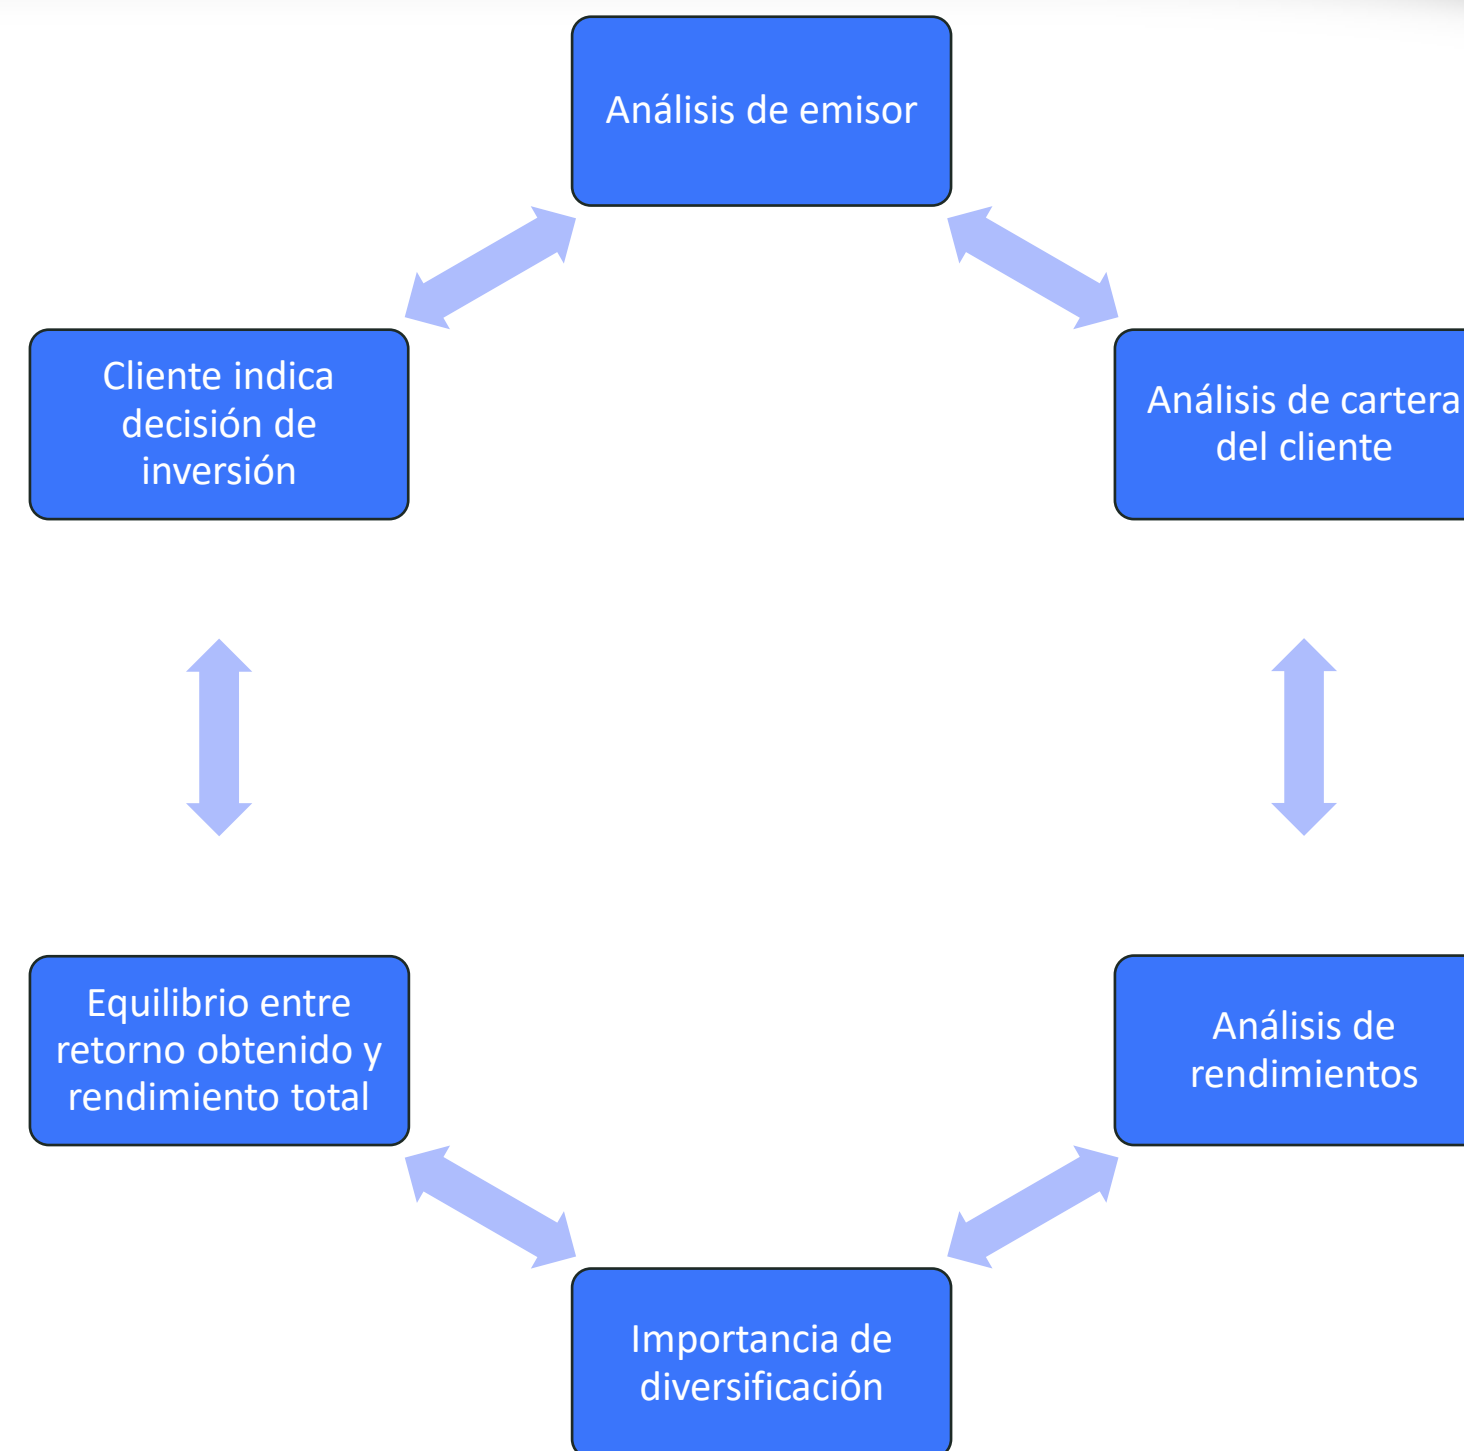 Análisis de emisor
Cliente indica
decisión de
inversión
Análisis de cartera
del cliente
Equilibrio entre
retorno obtenido y
rendimiento total
Análisis de
rendimientos
Importancia de
diversificación